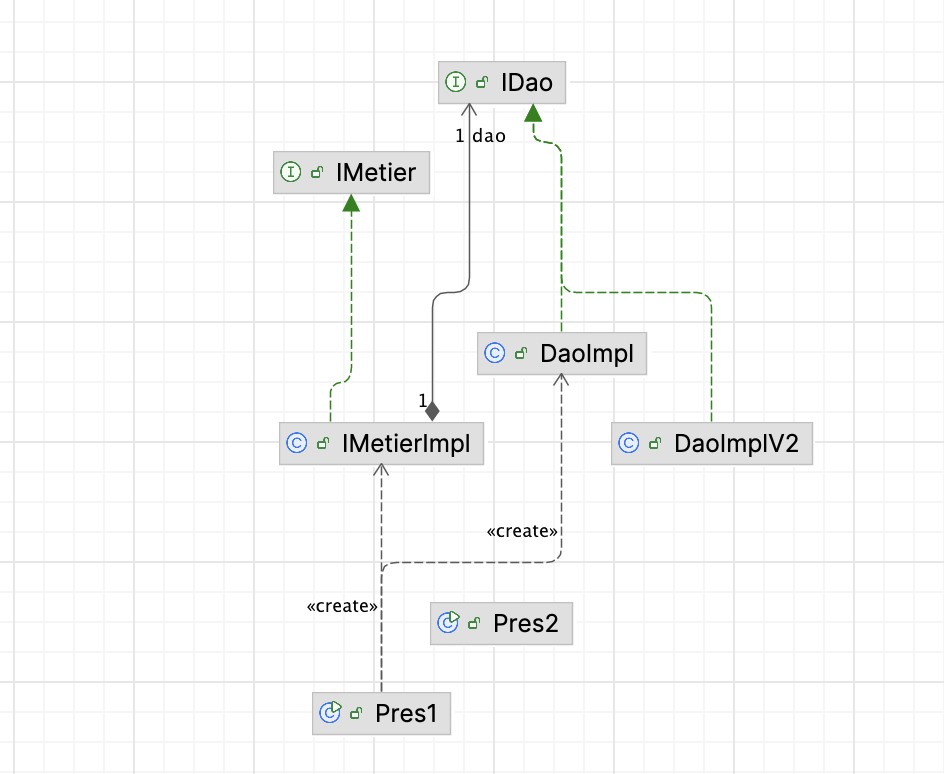 IDao
1 dao
IMetier
DaoImpl
1
IMetierImpl
DaoImplV2
«create»
«create»
Pres2
Pres1